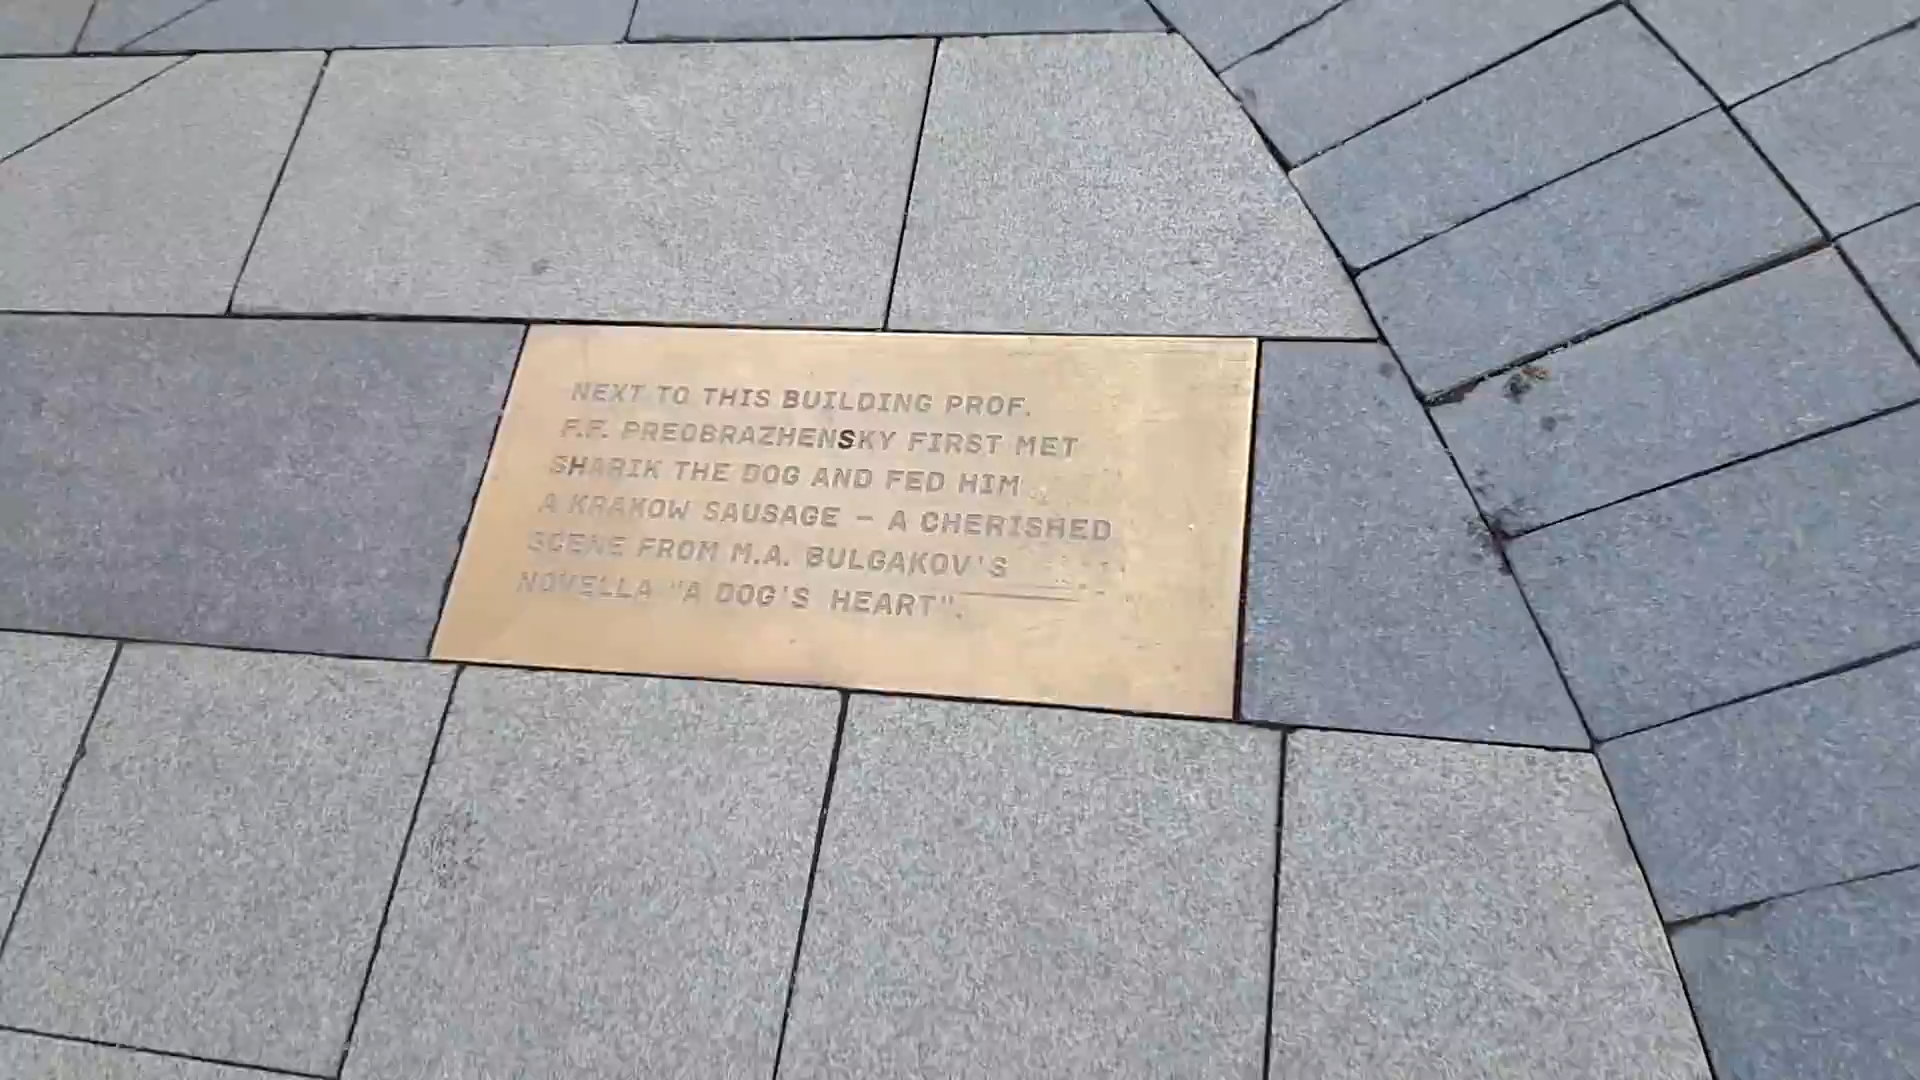 NEXT TO THIS BUILDING PROF.
F.F. PREOBRAZHENSKY FIRST MET
SHARIK THE DOG AND FED HIM
A KRAKOW SAUSAGE – A CHERISHED
SCENE FROM M.A. BULGAKOV'S
NOVELLA "A DOG'S HEART".